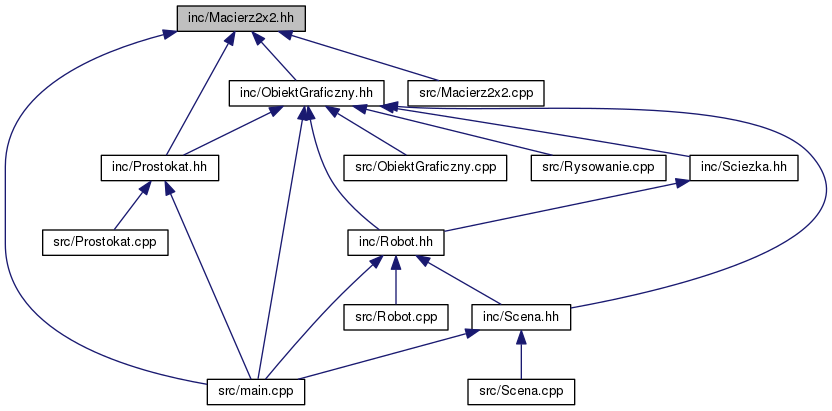 inc/Macierz2x2.hh
inc/ObiektGraficzny.hh
src/Macierz2x2.cpp
inc/Prostokat.hh
src/ObiektGraficzny.cpp
src/Rysowanie.cpp
inc/Sciezka.hh
src/Prostokat.cpp
inc/Robot.hh
src/Robot.cpp
inc/Scena.hh
src/main.cpp
src/Scena.cpp